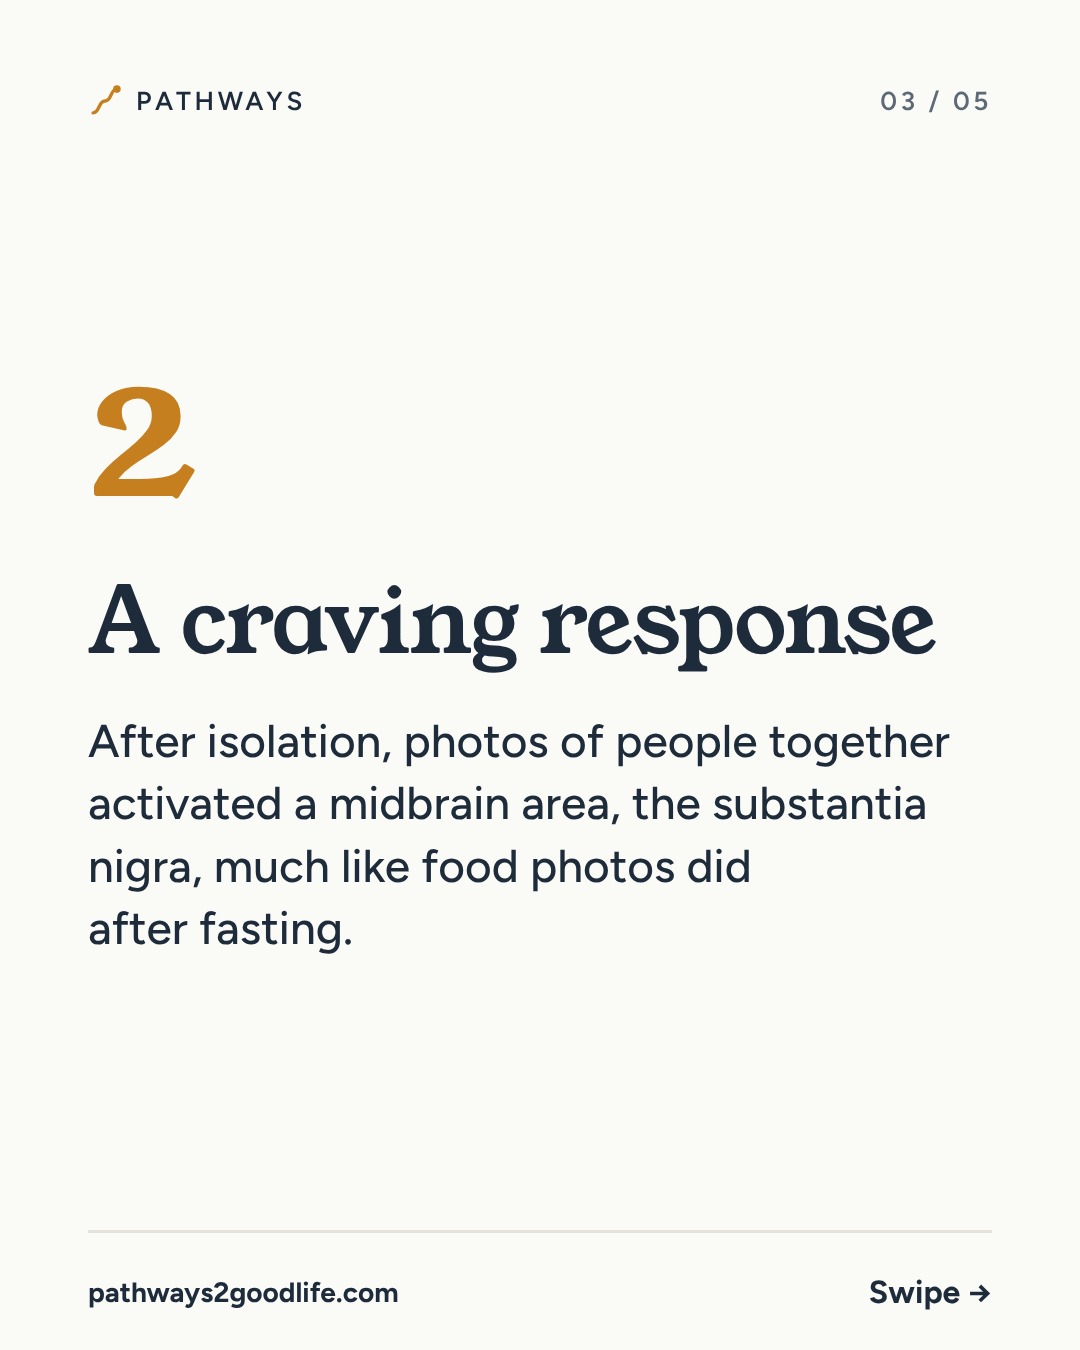 PATHWAYS
03 / 05
2
A craving response
After isolation, photos of people together
activated a midbrain area, the substantia
nigra, much like food photos did
after fasting.
pathways2goodlife.com
Swipe →